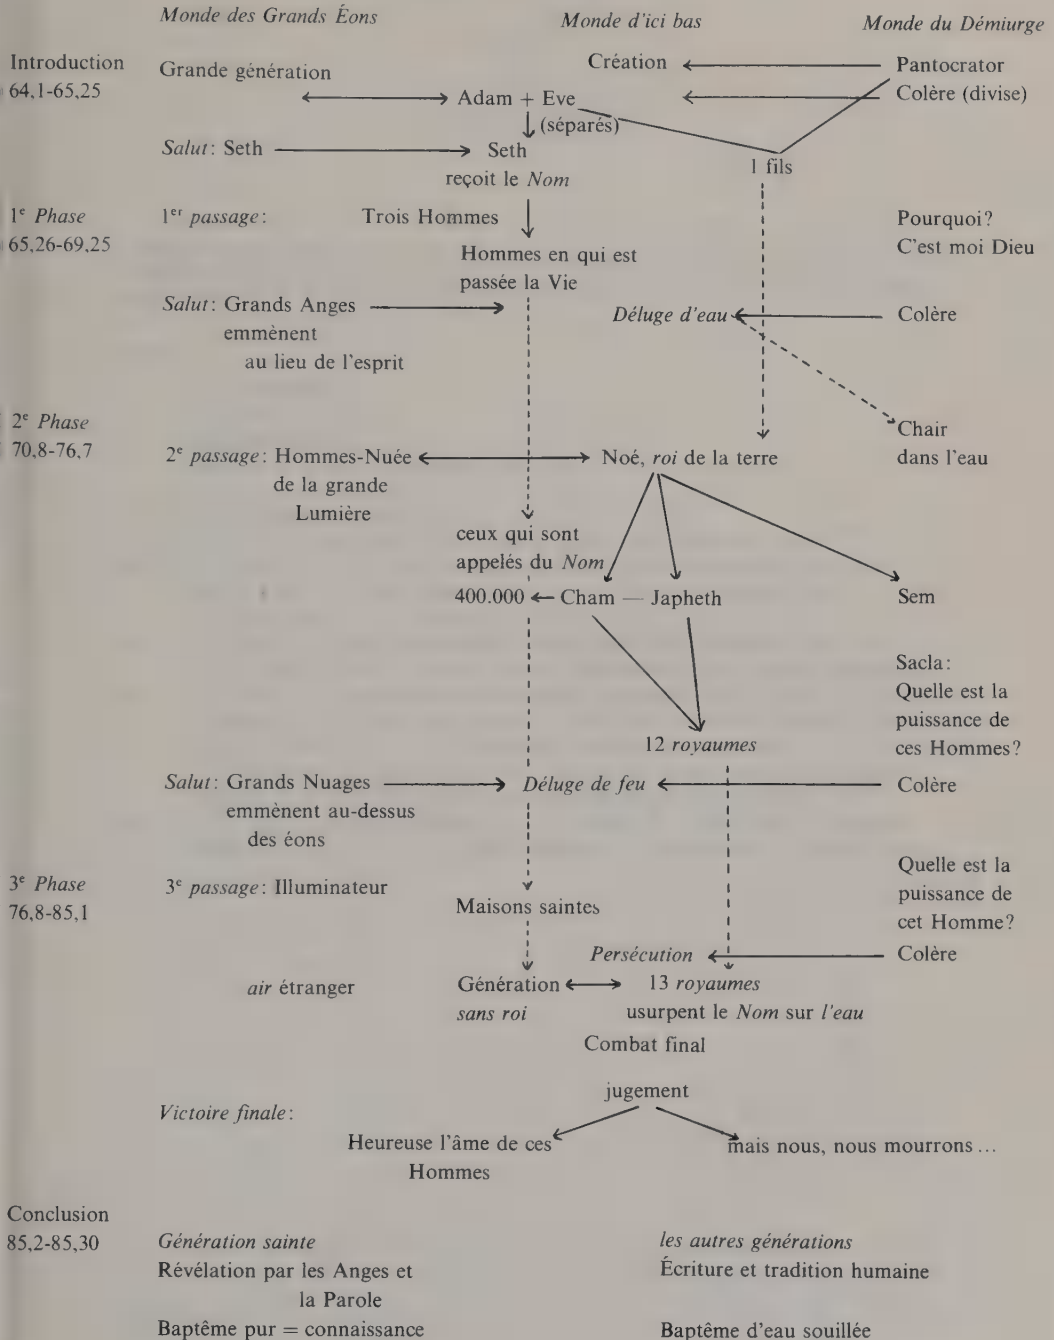 Monde des Grands Éons Monde d'ici bas Monde du Démiurge
Introduction Grande génération Création Pantocrator
64,1-65,25 Adam + Eve Colère (divise)
(séparés)
Salut: Seth Seth 1 fils
reçoit le Nom
1e Phase 1er passage: Trois Hommes Pourquoi?
65,26-69,25 C'est moi Dieu
Hommes en qui est
passée la Vie
Salut: Grands Anges Déluge d'eau Colère
emmènent
au lieu de l'esprit
2e Phase Chair
70,8-76,7 2e passage: Hommes-Nuée Noé, roi de la terre dans l'eau
de la grande
Lumière
ceux qui sont
appelés du Nom
400.000 Cham — Japheth Sem
Sacla:
Quelle est la
puissance de
12 royaumes ces Hommes?
Salut: Grands Nuages Déluge de feu Colère
emmènent au-dessus
des éons
Quelle est la
3e Phase 3e passage: Illuminateur puissance de
76,8-85,1 Maisons saintes cet Homme?
Persécution Colère
air étranger Génération 13 royaumes
sans roi usurpent le Nom sur l'eau
Combat final
jugement
Victoire finale:
Heureuse l'âme de ces mais nous, nous mourrons ...
Hommes
Conclusion
85,2-85,30 Génération sainte les autres générations
Révélation par les Anges et Écriture et tradition humaine
la Parole
Baptême pur = connaissance Baptême d'eau souillée